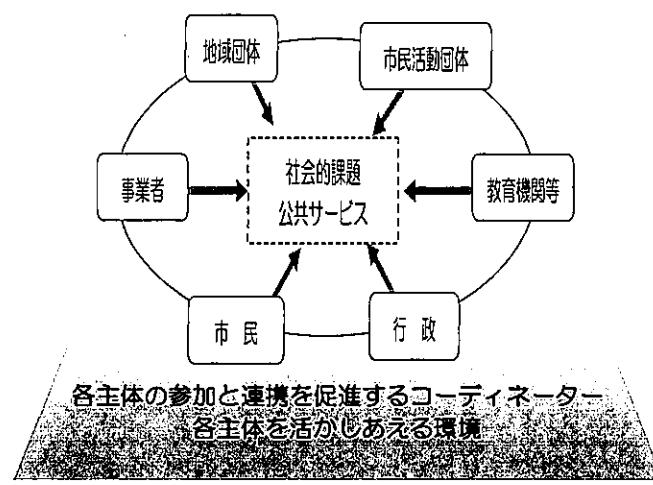 地域団体
市民活動団体
事業者
社会的課題
公共サービス
教育機関等
市 民
行 政
各主体の参加と連携を促進するコーディネーター
各主体を活かしあえる環境